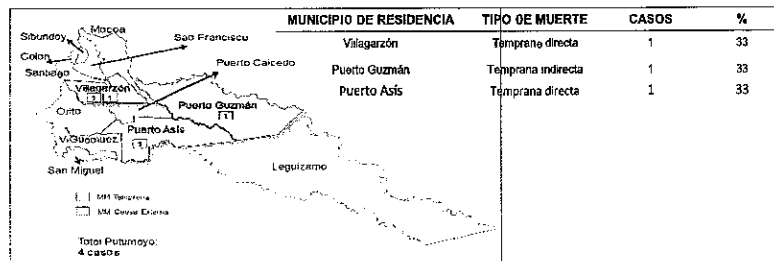 MUNICIPIO DE RESIDENCIA TIPO DE MUERTE CASOS %
Villagarzón Temprana directa 1 33
Puerto Guzmán Temprana indirecta 1 33
Puerto Asís Temprana directa 1 33
Mocoa
Sibundoy
Sao Francisco
Colon
Puerto Caicedo
Santiago
Villagarzón
1 1
Puerto Guzmán
1
Orito
Puerto Asís
1
San Miguel
Leguízamo
MM Temprana
MM Causa Externa
Total Putumayo:
4 casos